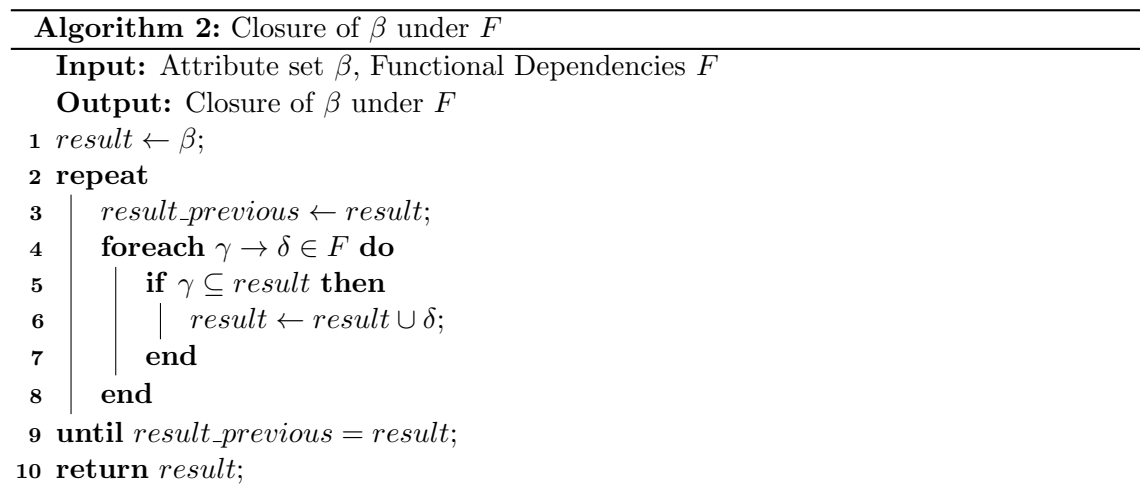 Algorithm 2: Closure of β under F
Input: Attribute set β, Functional Dependencies F
Output: Closure of β under F
1 result ← β;
2 repeat
3 result_previous ← result;
4 foreach γ → δ ∈ F do
5 if γ ⊆ result then
6 result ← result ∪ δ;
7 end
8 end
9 until result_previous = result;
10 return result;